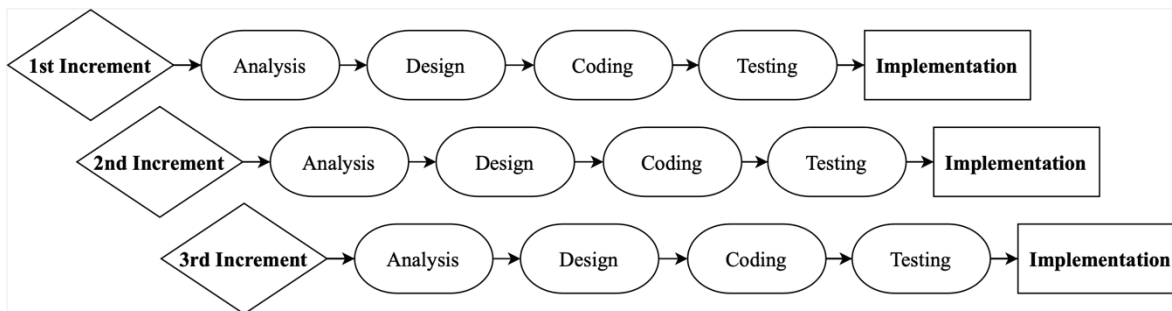 1st Increment Analysis Design Coding Testing Implementation
2nd Increment Analysis Design Coding Testing Implementation
3rd Increment Analysis Design Coding Testing Implementation